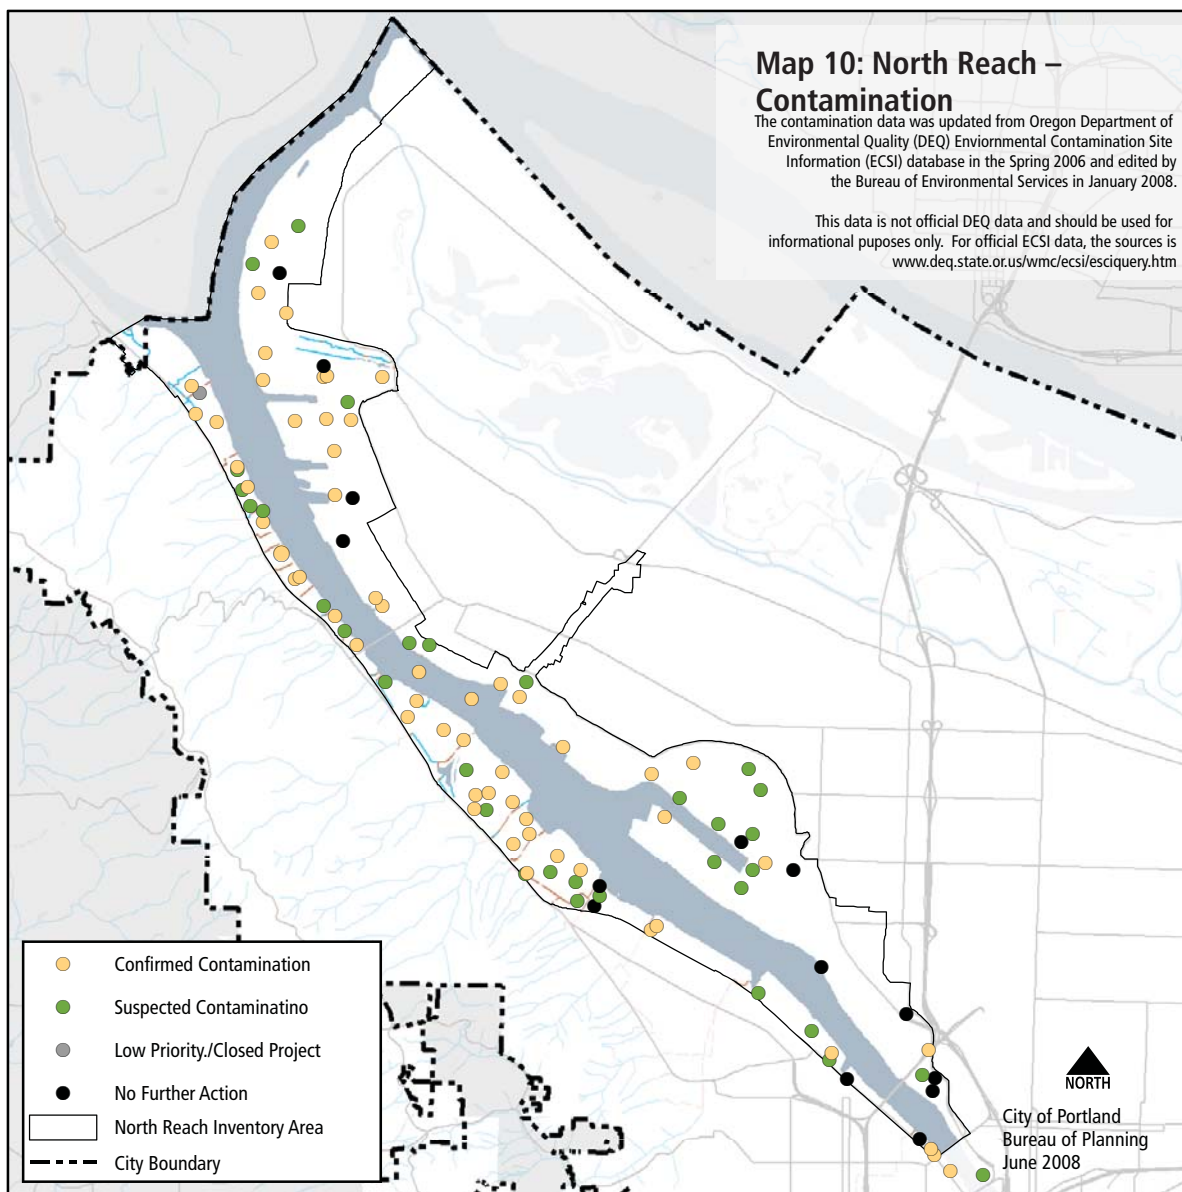 Map 10: North Reach –
Contamination
The contamination data was updated from Oregon Department of
Environmental Quality (DEQ) Enviornmental Contamination Site
Information (ECSI) database in the Spring 2006 and edited by
the Bureau of Environmental Services in January 2008.
This data is not official DEQ data and should be used for
informational puposes only.  For official ECSI data, the sources is
www.deq.state.or.us/wmc/ecsi/esciquery.htm
Confirmed Contamination
Suspected Contaminatino
Low Priority./Closed Project
No Further Action
North Reach Inventory Area
City Boundary
NORTH
City of Portland
Bureau of Planning
June 2008